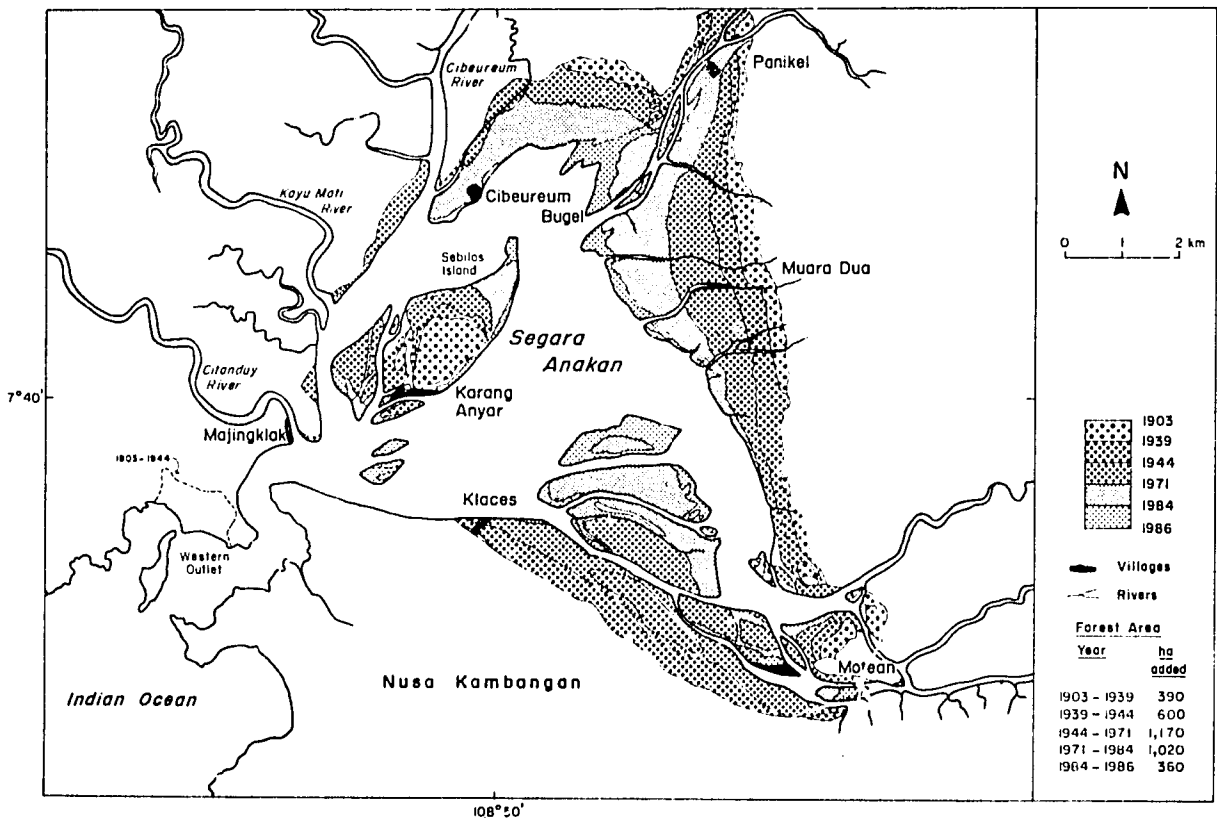 Cibeureum
River
Panikel
Kayu Mati
River
Cibeureum
Bugel
Sebilos
Island
Muara Dua
Segara
Anakan
Citanduy
River
7°40'
Karang
Anyar
Majingklak
1903-1944
Klaces
Western
Outlet
Motean
Nusa Kambangan
Indian Ocean
108°50'
N
0 1 2 km
1903
1939
1944
1971
1984
1986
Villages
Rivers
Forest Area
Year ha
added
1903 - 1939 390
1939 - 1944 600
1944 - 1971 1,170
1971 - 1984 1,020
1984 - 1986 360